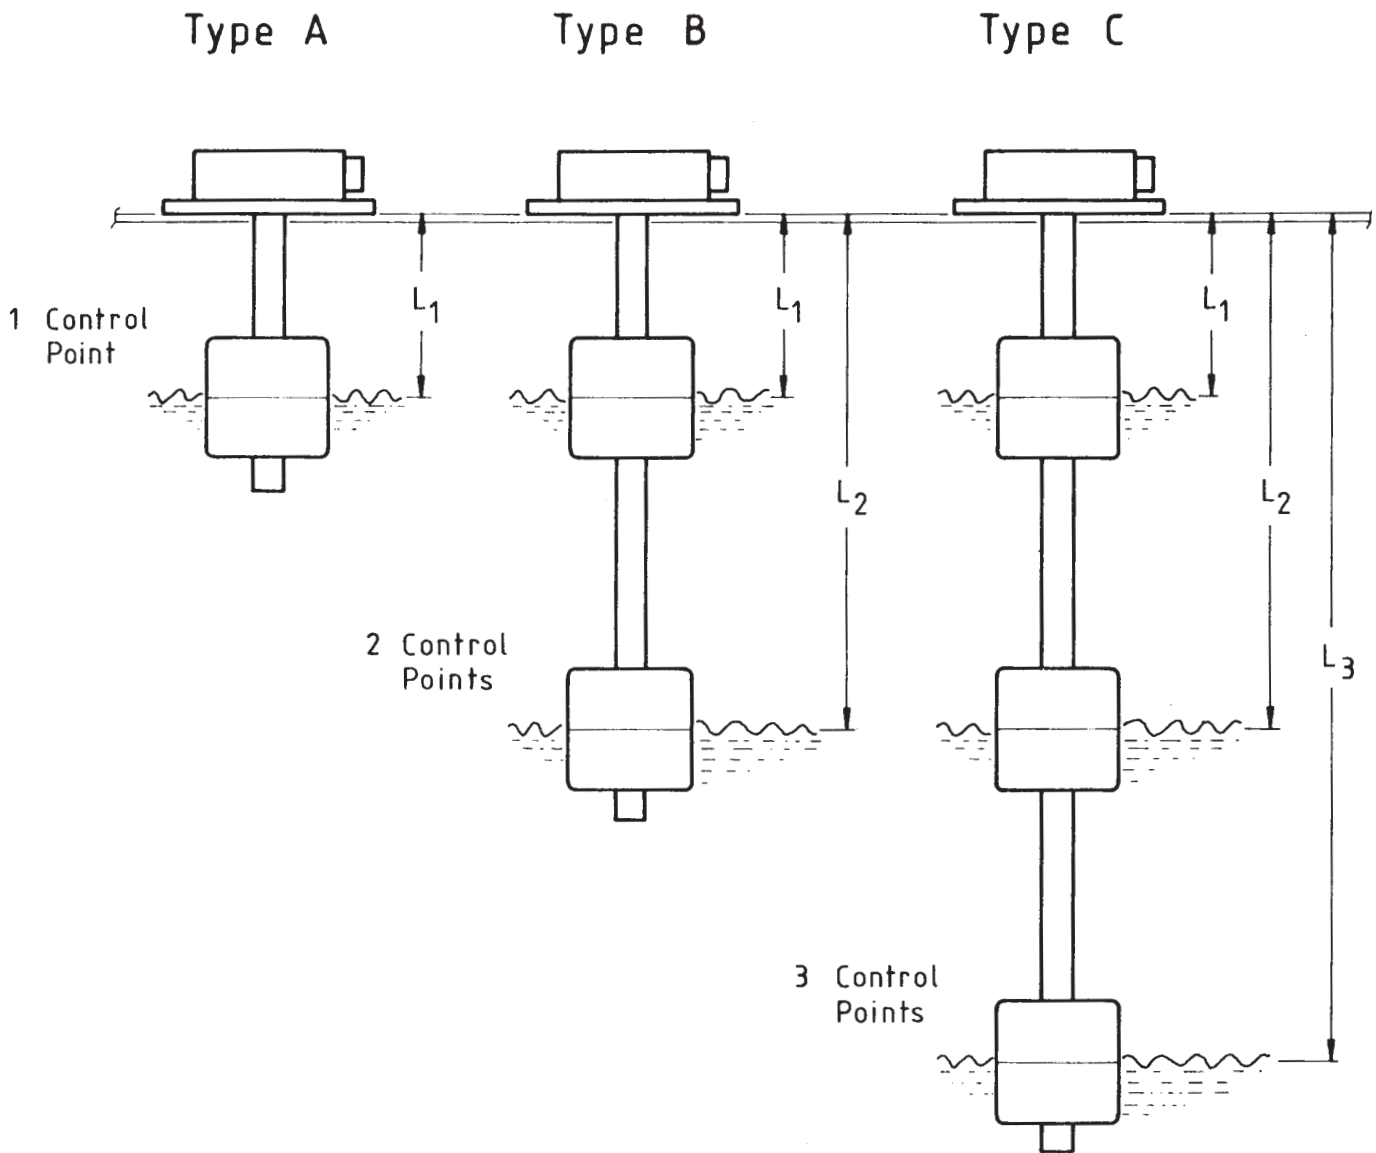 Type A
Type B
Type C
L1
L1
L1
1 Control
Point
L2
L2
2 Control
Points
L3
3 Control
Points